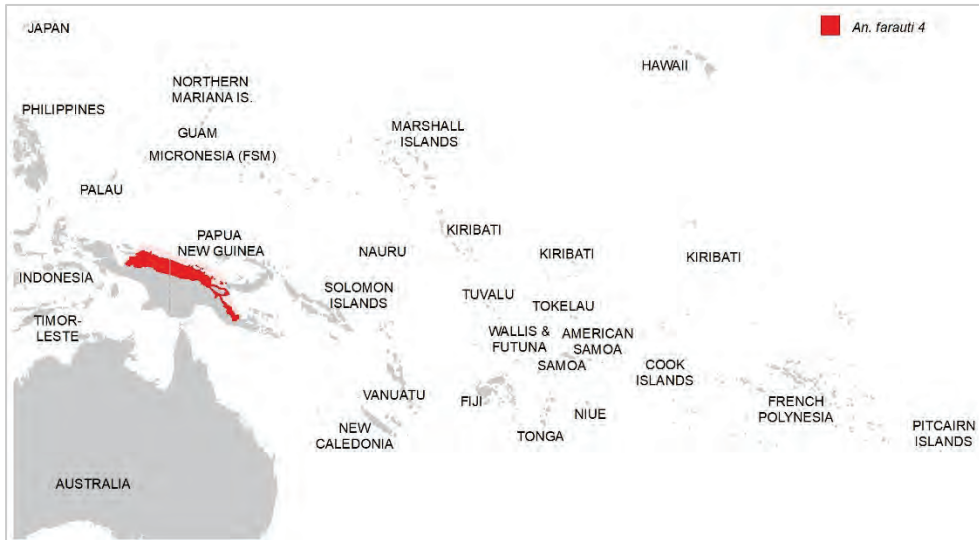 JAPAN
An. farauti 4
HAWAII
NORTHERN
MARIANA IS.
PHILIPPINES
GUAM
MARSHALL
ISLANDS
MICRONESIA (FSM)
PALAU
KIRIBATI
PAPUA
NEW GUINEA
NAURU
KIRIBATI
KIRIBATI
INDONESIA
SOLOMON
ISLANDS
TUVALU
TOKELAU
TIMOR-
LESTE
WALLIS &
FUTUNA
AMERICAN
SAMOA
SAMOA
COOK
ISLANDS
VANUATU
FIJI
FRENCH
POLYNESIA
NIUE
NEW
CALEDONIA
TONGA
PITCAIRN
ISLANDS
AUSTRALIA